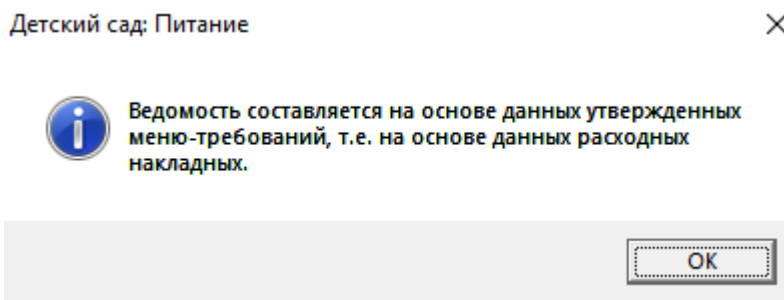 Детский сад: Питание
Ведомость составляется на основе данных утвержденных
меню-требований, т.е. на основе данных расходных
накладных.
OK